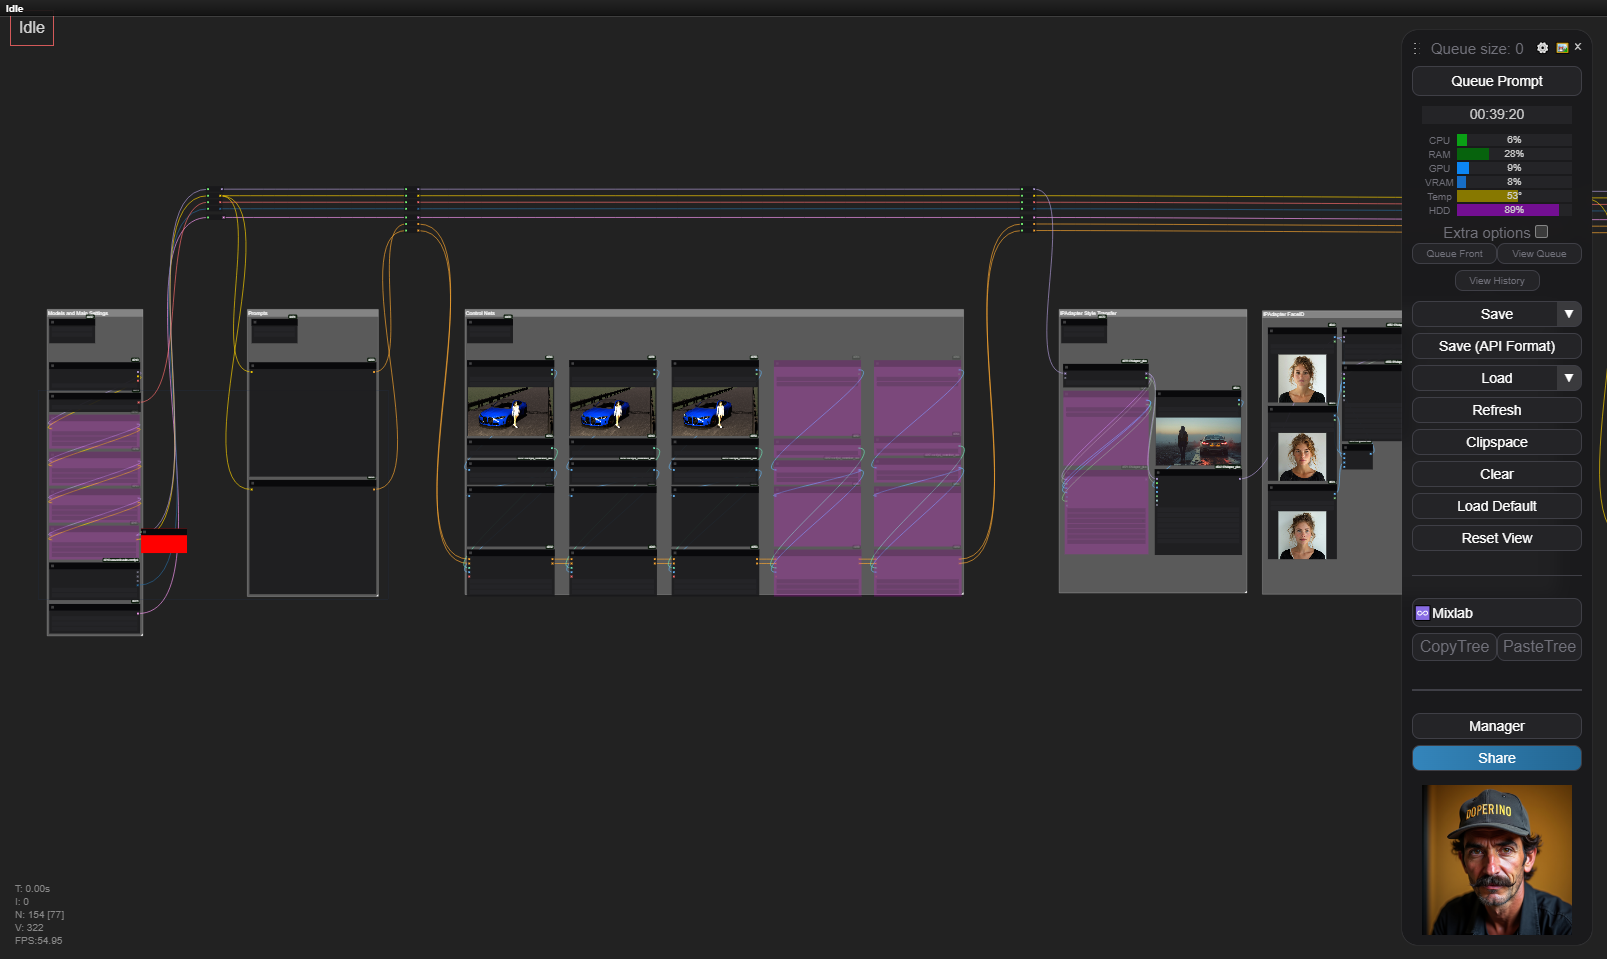 Idle
Idle
Queue size: 0
Queue Prompt
00:39:20
CPU 6%
RAM 28%
GPU 9%
VRAM 8%
Temp 53°
HDD 89%
Extra options
Queue Front View Queue
View History
Save ▼
Save (API Format)
Load ▼
Refresh
Clipspace
Clear
Load Default
Reset View
Mixlab
CopyTree PasteTree
Manager
Share
DOPERINO
Models and Main Settings
Prompts
Control Nets
IPAdapter Style Transfer
IPAdapter FaceID
T: 0.00s
I: 0
N: 154 [77]
V: 322
FPS:54.95